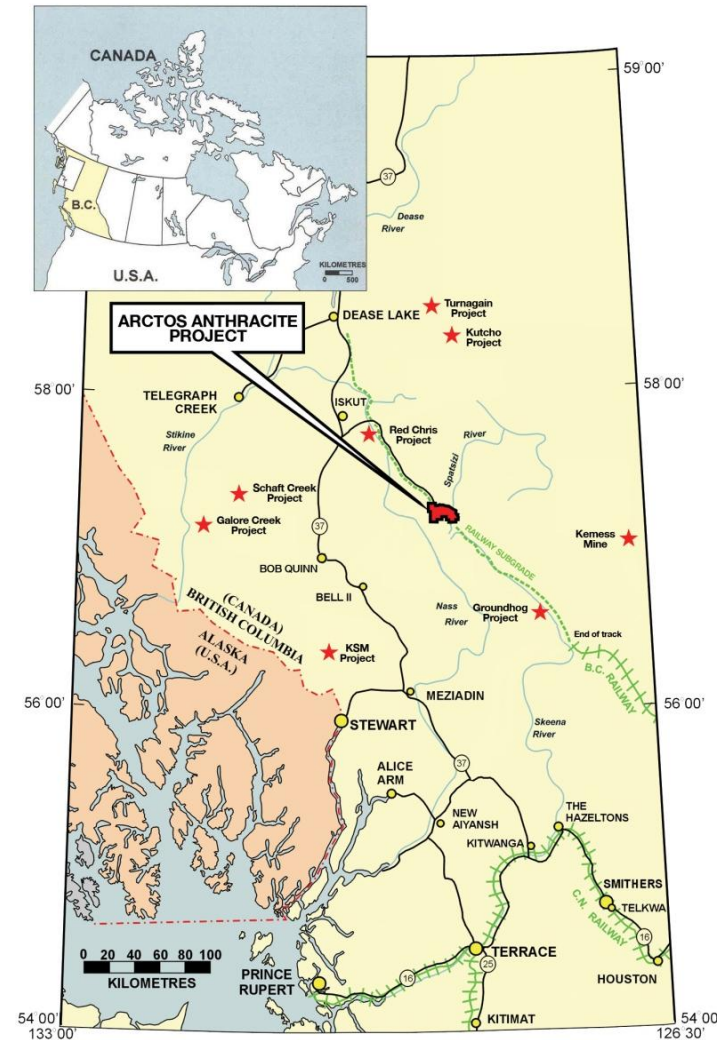 CANADA
B.C.
U.S.A.
KILOMETRES
0 500
59°00'
37
Dease
River
ARCTOS ANTHRACITE
PROJECT
DEASE LAKE
Turnagain
Project
Kutcho
Project
58°00'
58°00'
TELEGRAPH
CREEK
ISKUT
Stikine
River
Red Chris
Project
Spatsizi
River
Schaft Creek
Project
Galore Creek
Project
37
Kemess
Mine
RAILWAY SUBGRADE
BOB QUINN
BELL II
(CANADA)
BRITISH COLUMBIA
ALASKA
(U.S.A.)
Nass
River
Groundhog
Project
End of track
B.C. RAILWAY
KSM
Project
56°00'
56°00'
MEZIADIN
STEWART
Skeena
River
ALICE
ARM
37
NEW
AIYANSH
THE
HAZELTONS
KITWANGA
SMITHERS
TELKWA
C.N. RAILWAY
16
HOUSTON
0 20 40 60 80 100
KILOMETRES
TERRACE
PRINCE
RUPERT
16
25
KITIMAT
54°00'
133°00'
54°00'
126°30'